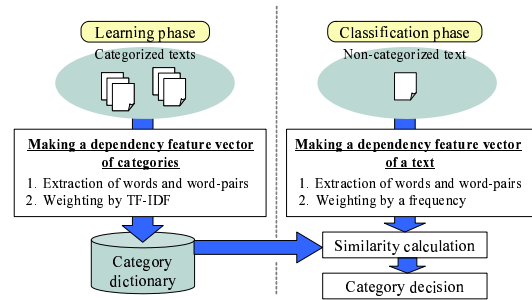 Learning phase
Categorized texts
Making a dependency feature vector
of categories
1. Extraction of words and word-pairs
2. Weighting by TF-IDF
Category
dictionary
Classification phase
Non-categorized text
Making a dependency feature vector
of a text
1. Extraction of words and word-pairs
2. Weighting by a frequency
Similarity calculation
Category decision